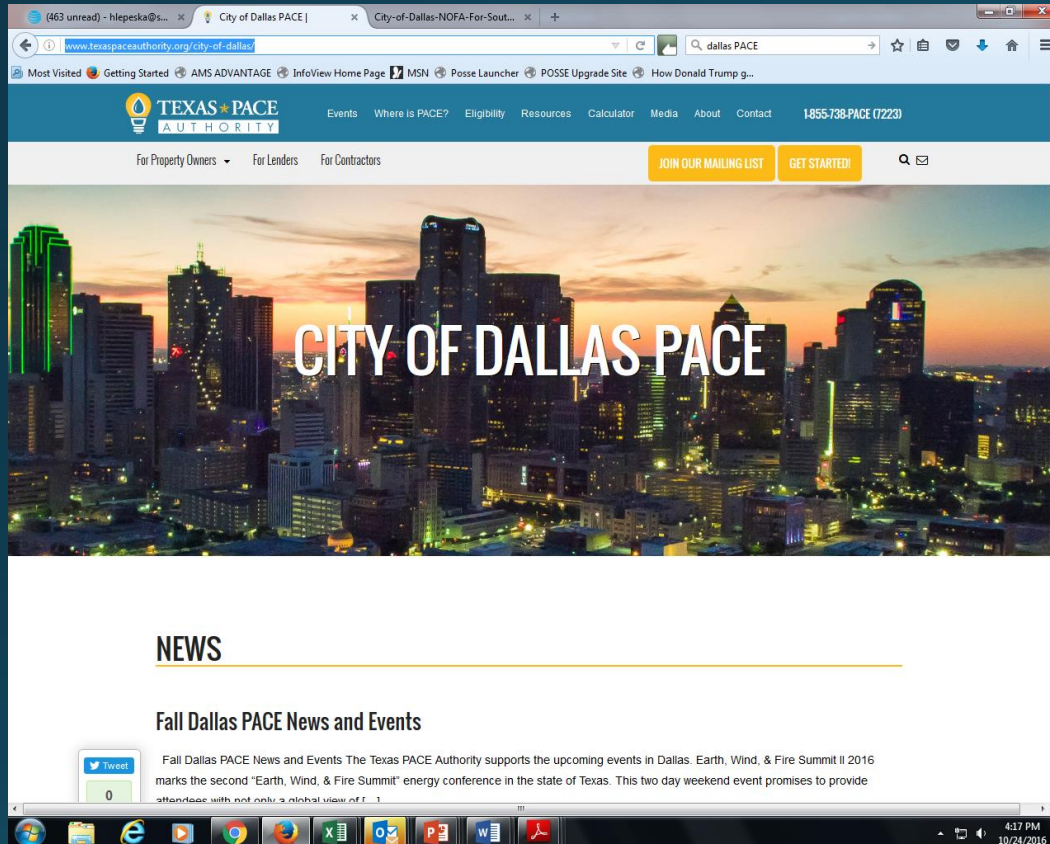 (463 unread) - hlepeska@s...
City of Dallas PACE |
City-of-Dallas-NOFA-For-Sout...
www.texaspaceauthority.org/city-of-dallas/
dallas PACE
Most Visited Getting Started AMS ADVANTAGE InfoView Home Page MSN Posse Launcher POSSE Upgrade Site How Donald Trump g...
TEXAS PACE
AUTHORITY
Events Where is PACE? Eligibility Resources Calculator Media About Contact 1-855-738-PACE (7223)
For Property Owners For Lenders For Contractors JOIN OUR MAILING LIST GET STARTED!
CITY OF DALLAS PACE
NEWS
Fall Dallas PACE News and Events
Fall Dallas PACE News and Events The Texas PACE Authority supports the upcoming events in Dallas. Earth, Wind, & Fire Summit II 2016
marks the second “Earth, Wind, & Fire Summit” energy conference in the state of Texas. This two day weekend event promises to provide
attendees with not only a global view of [...]
Tweet
0
4:17 PM
10/24/2016